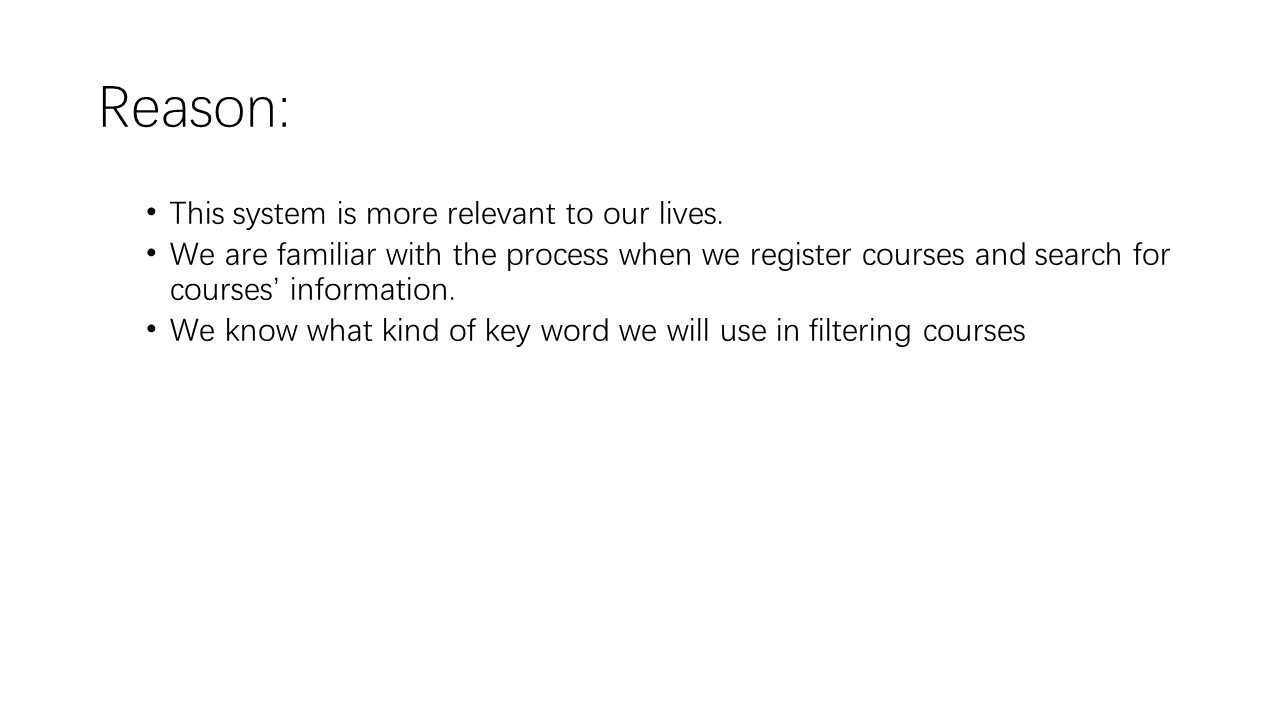 Reason:
• This system is more relevant to our lives.
• We are familiar with the process when we register courses and search for
courses’ information.
• We know what kind of key word we will use in filtering courses